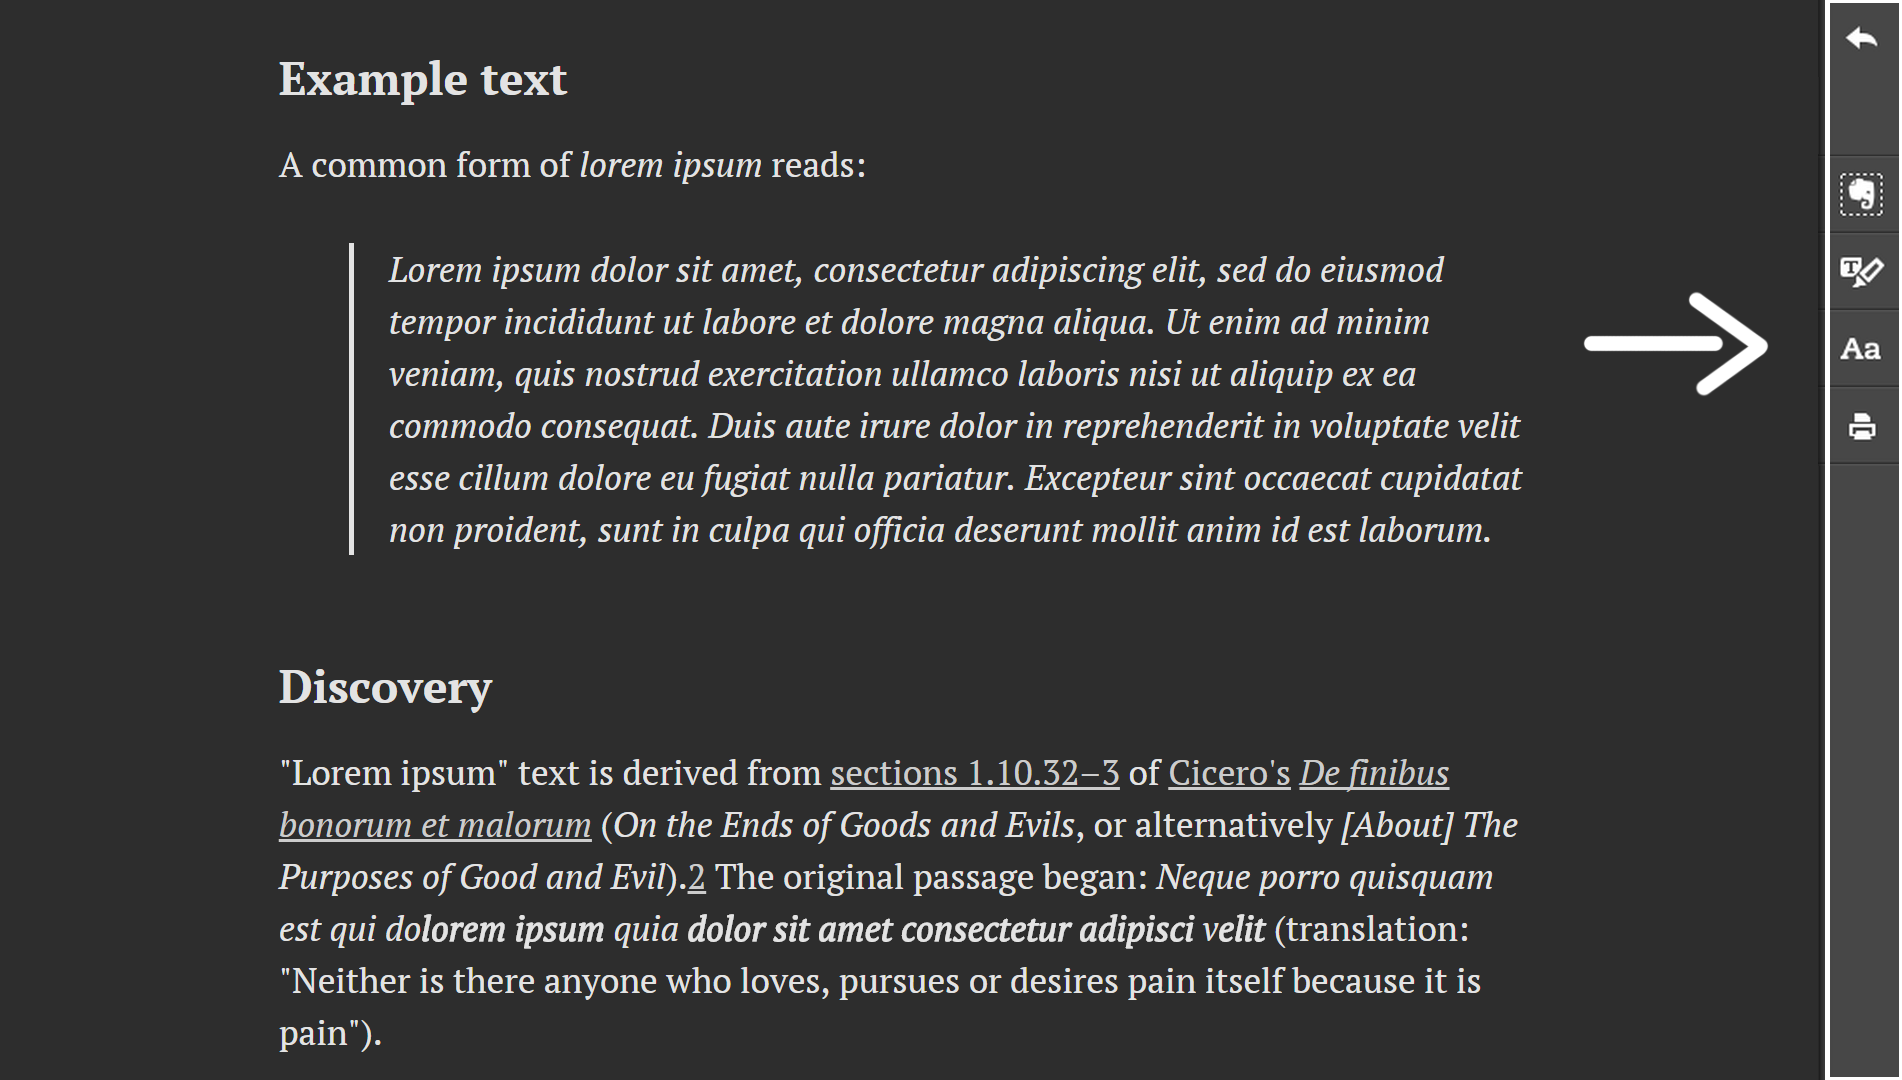 Example text
A common form of lorem ipsum reads:
Lorem ipsum dolor sit amet, consectetur adipiscing elit, sed do eiusmod
tempor incididunt ut labore et dolore magna aliqua. Ut enim ad minim
veniam, quis nostrud exercitation ullamco laboris nisi ut aliquip ex ea
commodo consequat. Duis aute irure dolor in reprehenderit in voluptate velit
esse cillum dolore eu fugiat nulla pariatur. Excepteur sint occaecat cupidatat
non proident, sunt in culpa qui officia deserunt mollit anim id est laborum.
Discovery
"Lorem ipsum" text is derived from sections 1.10.32–3 of Cicero's De finibus
bonorum et malorum (On the Ends of Goods and Evils, or alternatively [About] The
Purposes of Good and Evil).2 The original passage began: Neque porro quisquam
est qui dolorem ipsum quia dolor sit amet consectetur adipisci velit (translation:
"Neither is there anyone who loves, pursues or desires pain itself because it is
pain").
T
Aa